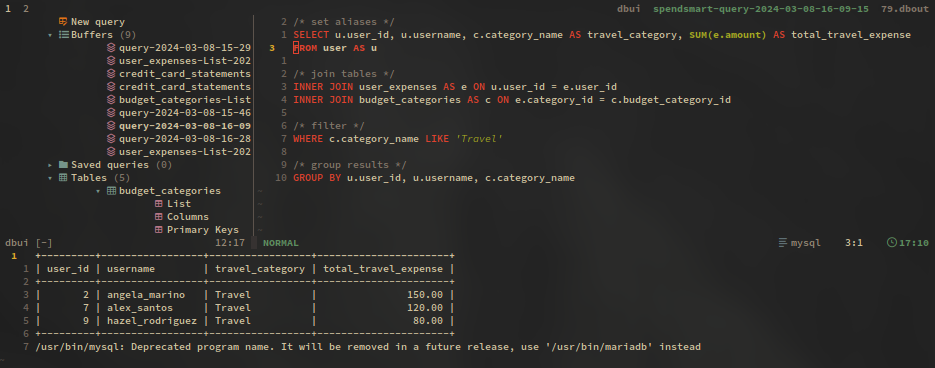 1 2 dbui spendsmart-query-2024-03-08-16-09-15 79.dbout
New query
▾ Buffers (9)
query-2024-03-08-15-29
user_expenses-List-202
credit_card_statements
credit_card_statements
budget_categories-List
query-2024-03-08-15-46
query-2024-03-08-16-09
query-2024-03-08-16-28
user_expenses-List-202
▸ Saved queries (0)
▾ Tables (5)
▾ budget_categories
List
Columns
Primary Keys
2 /* set aliases */
1 SELECT u.user_id, u.username, c.category_name AS travel_category, SUM(e.amount) AS total_travel_expense
3 FROM user AS u
1
2 /* join tables */
3 INNER JOIN user_expenses AS e ON u.user_id = e.user_id
4 INNER JOIN budget_categories AS c ON e.category_id = c.budget_category_id
5
6 /* filter */
7 WHERE c.category_name LIKE 'Travel'
8
9 /* group results */
10 GROUP BY u.user_id, u.username, c.category_name
~
~
~
~
dbui [-] 12:17 NORMAL mysql 3:1 17:10
1 +---------+-----------------+-----------------+----------------------+
1 | user_id | username | travel_category | total_travel_expense |
2 +---------+-----------------+-----------------+----------------------+
3 | 2 | angela_marino | Travel | 150.00 |
4 | 7 | alex_santos | Travel | 120.00 |
5 | 9 | hazel_rodriguez | Travel | 80.00 |
6 +---------+-----------------+-----------------+----------------------+
7 /usr/bin/mysql: Deprecated program name. It will be removed in a future release, use '/usr/bin/mariadb' instead
~